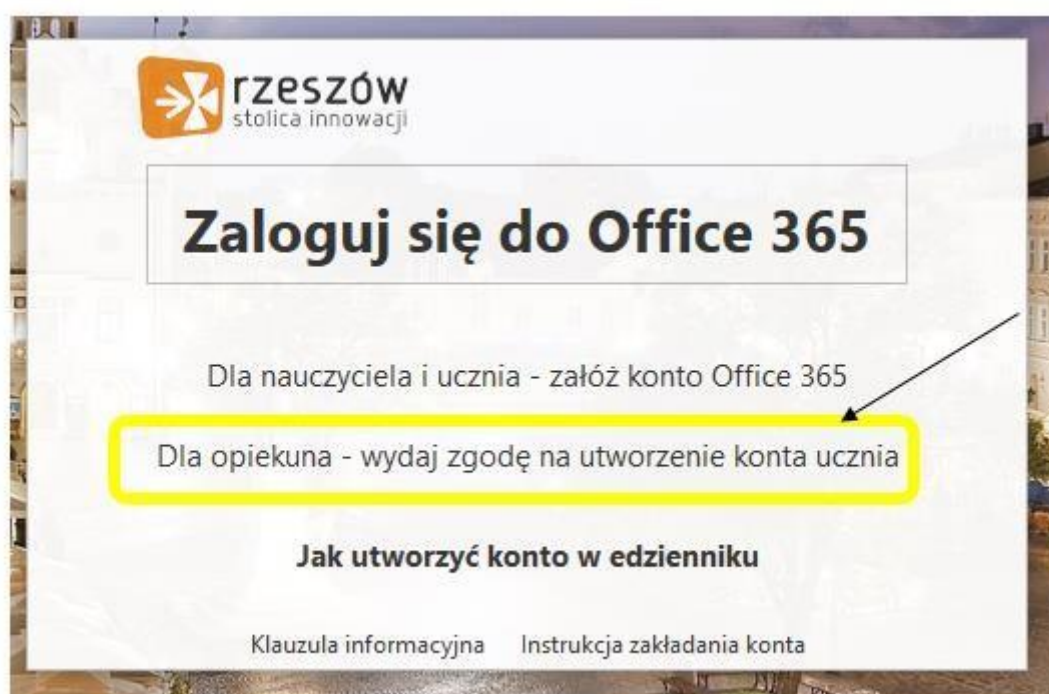 rzeszów
stolica innowacji
Zaloguj się do Office 365
Dla nauczyciela i ucznia - załóż konto Office 365
Dla opiekuna - wydaj zgodę na utworzenie konta ucznia
Jak utworzyć konto w edzienniku
Klauzula informacyjna Instrukcja zakładania konta